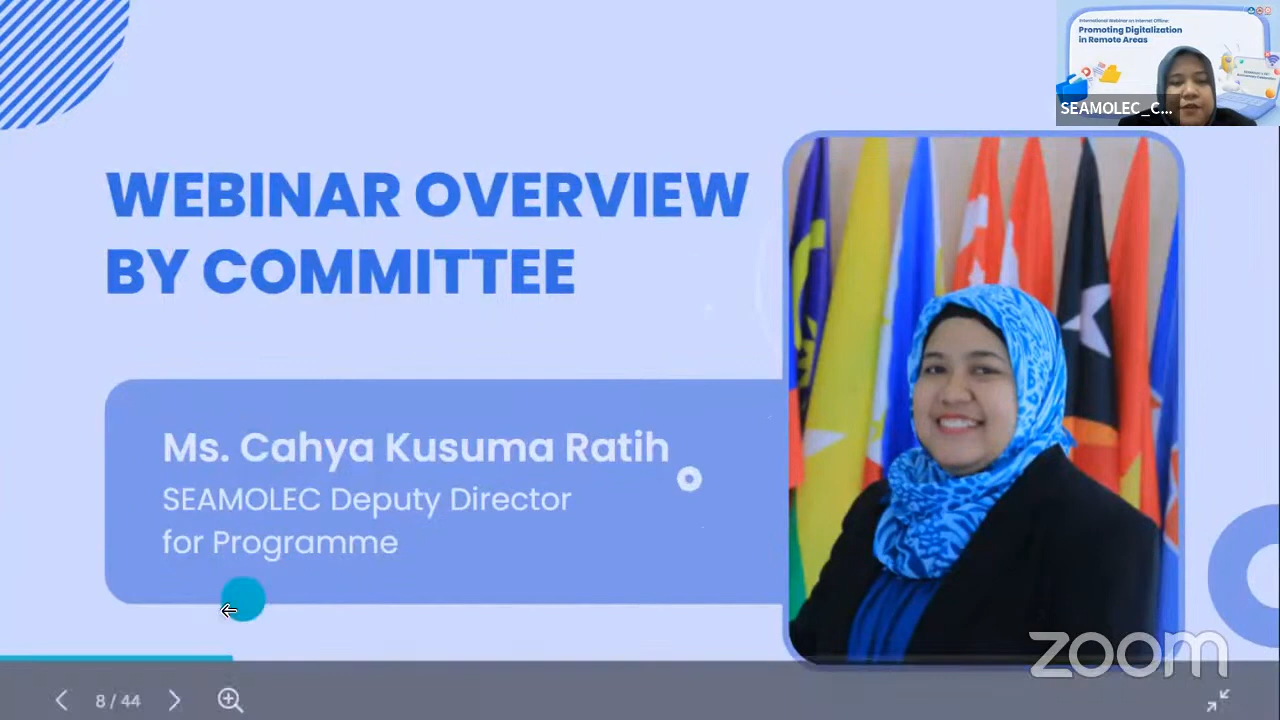 International Webinar on Internet Offline:
Promoting Digitalization
in Remote Areas
SEAMOLEC_C...
WEBINAR OVERVIEW
BY COMMITTEE
Ms. Cahya Kusuma Ratih
SEAMOLEC Deputy Director
for Programme
zoom
8 / 44